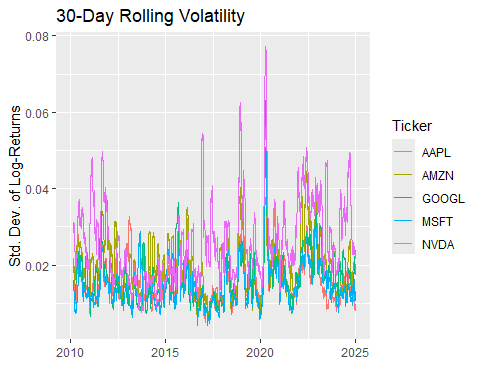 30-Day Rolling Volatility
Std. Dev. of Log-Returns
0.08
0.06
0.04
0.02
2010
2015
2020
2025
Ticker
AAPL
AMZN
GOOGL
MSFT
NVDA